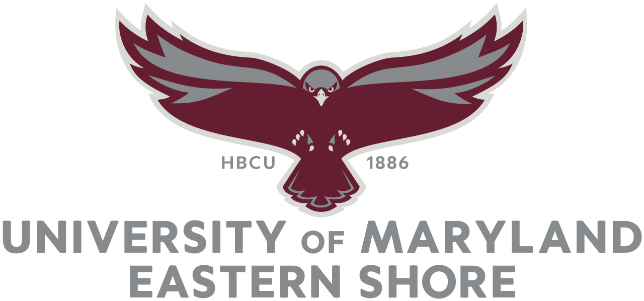 HBCU 1886
UNIVERSITY OF MARYLAND
EASTERN SHORE